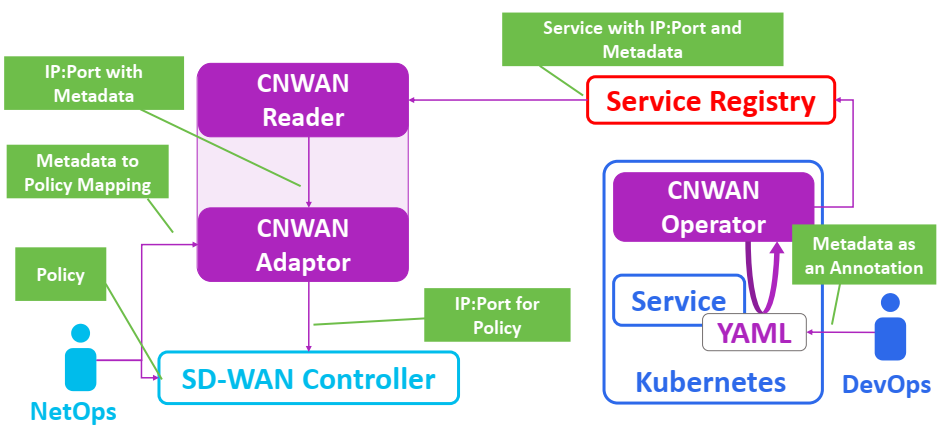 Service with IP:Port and
Metadata
IP:Port with
Metadata
CNWAN
Reader
Service Registry
Metadata to
Policy Mapping
CNWAN
Operator
CNWAN
Adaptor
Metadata as
an Annotation
Policy
IP:Port for
Policy
Service
YAML
SD-WAN Controller
Kubernetes
DevOps
NetOps